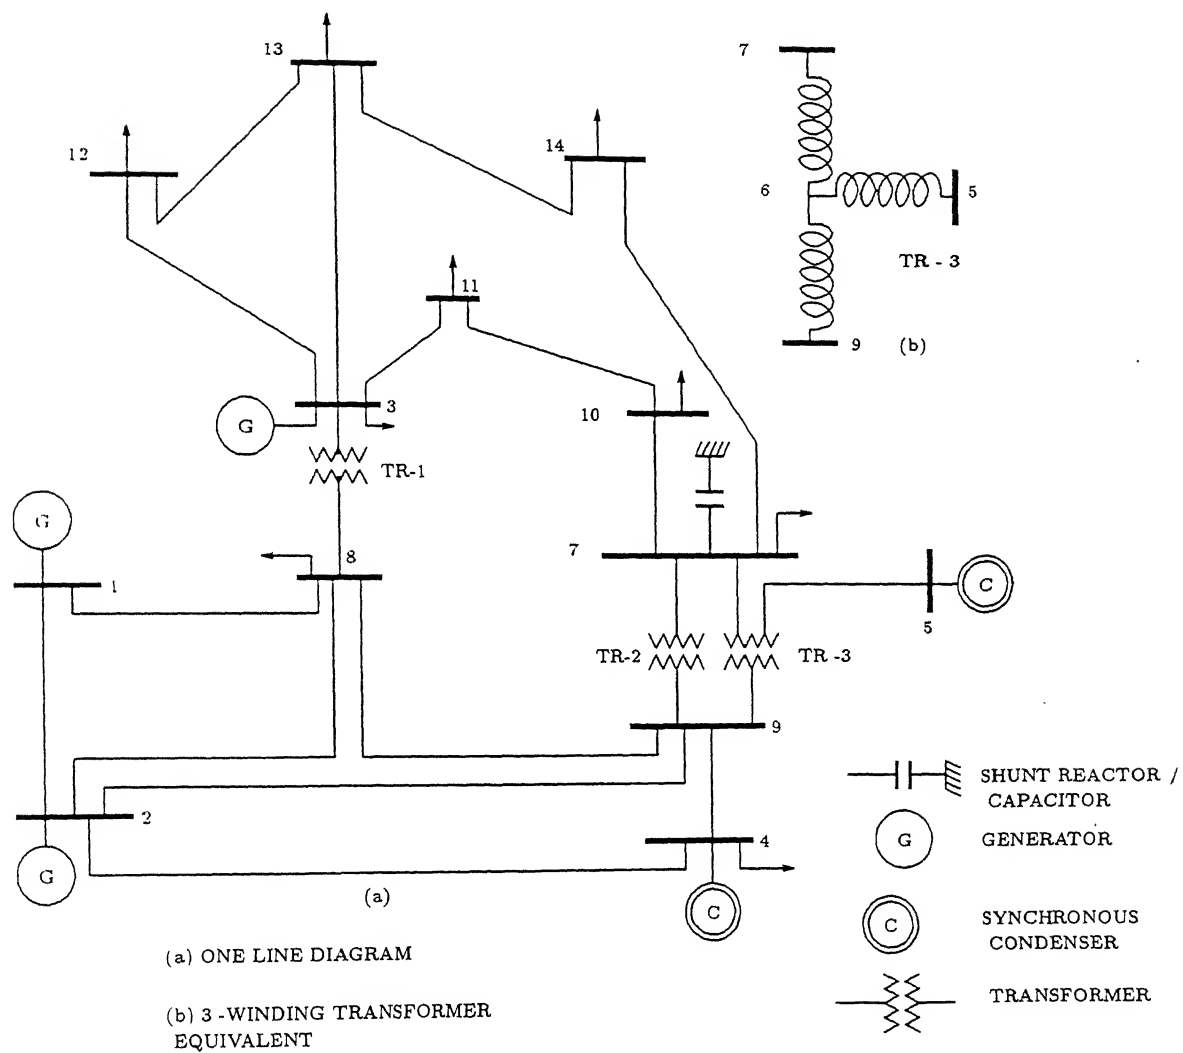 13
7
12
14
6
5
TR - 3
11
9
(b)
3
10
G
TR-1
G
7
8
1
C
5
TR-2
TR -3
9
SHUNT REACTOR /
CAPACITOR
2
4
G
GENERATOR
G
(a)
C
C
SYNCHRONOUS
CONDENSER
(a) ONE LINE DIAGRAM
TRANSFORMER
(b) 3 -WINDING TRANSFORMER
EQUIVALENT